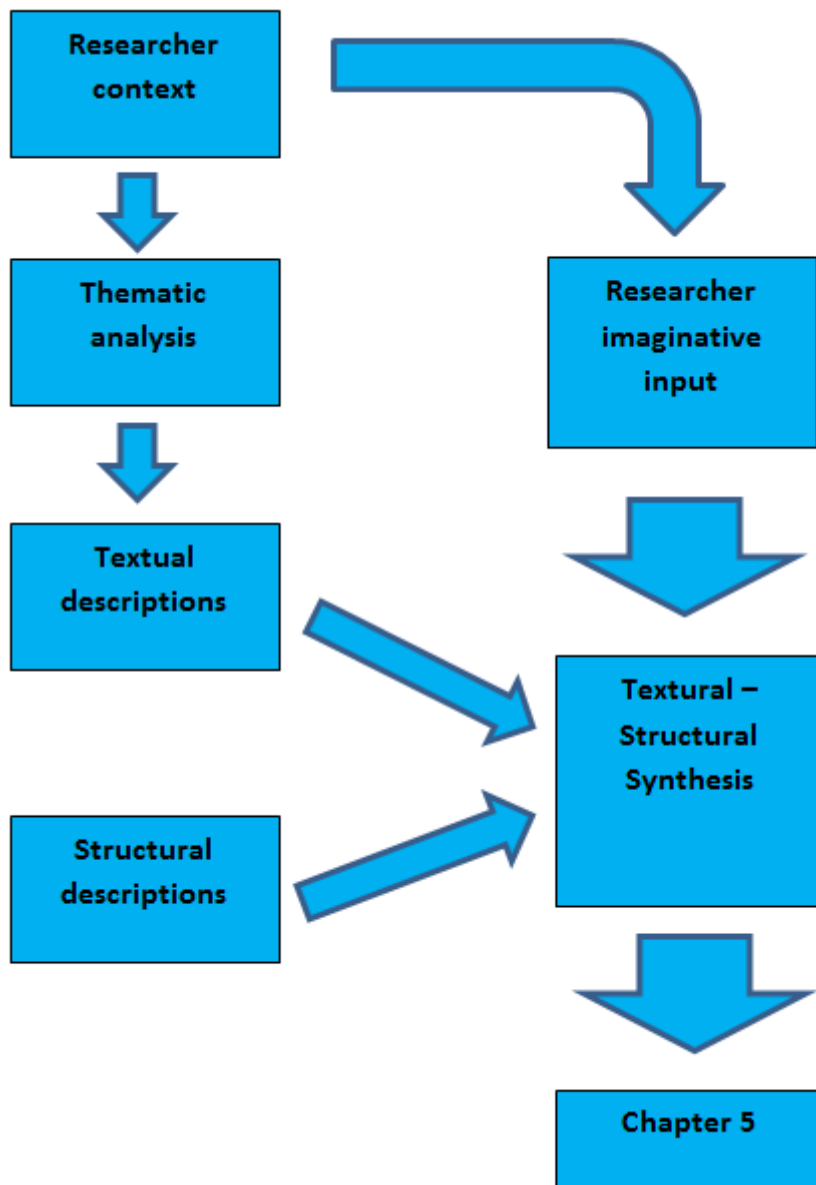 Researcher
context
Thematic
analysis
Researcher
imaginative
input
Textual
descriptions
Textural –
Structural
Synthesis
Structural
descriptions
Chapter 5